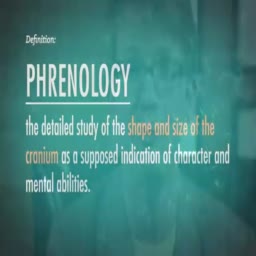 Definition:
PHRENOLOGY
the detailed study of the shape and size of the
cranium as a supposed indication of character and
mental abilities.